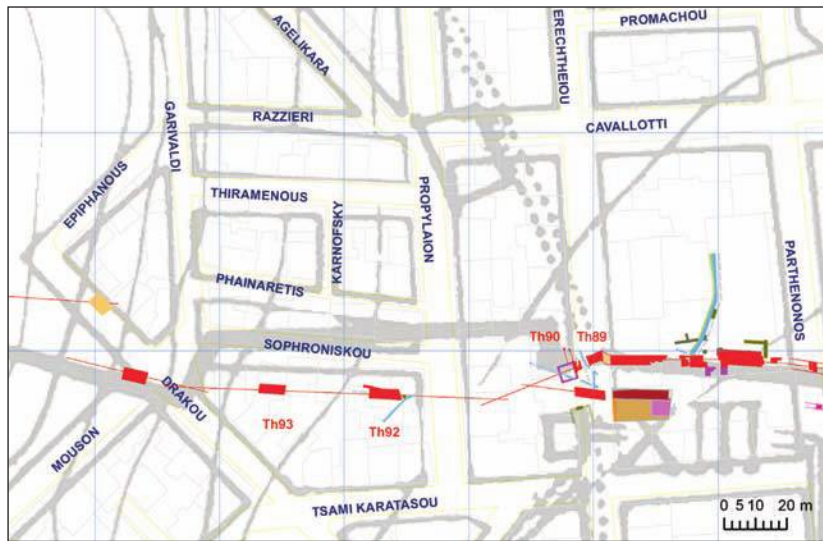 PROMACHOU
ERECHTHEIOU
AGELIKARA
RAZZIERI
CAVALLOTTI
GARIVALDI
EPIPHANOUS
THIRAMENOUS
KARNOFSKY
PROPYLAION
PARTHENONOS
PHAINARETIS
SOPHRONISKOU
Th90
Th89
DRAKOU
Th93
Th92
MOUSON
TSAMI KARATASOU
0 5 10 20 m